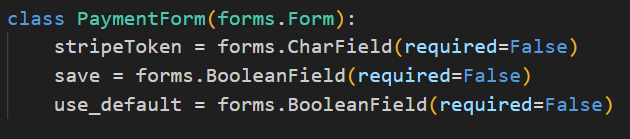 class PaymentForm(forms.Form):
    stripeToken = forms.CharField(required=False)
    save = forms.BooleanField(required=False)
    use_default = forms.BooleanField(required=False)